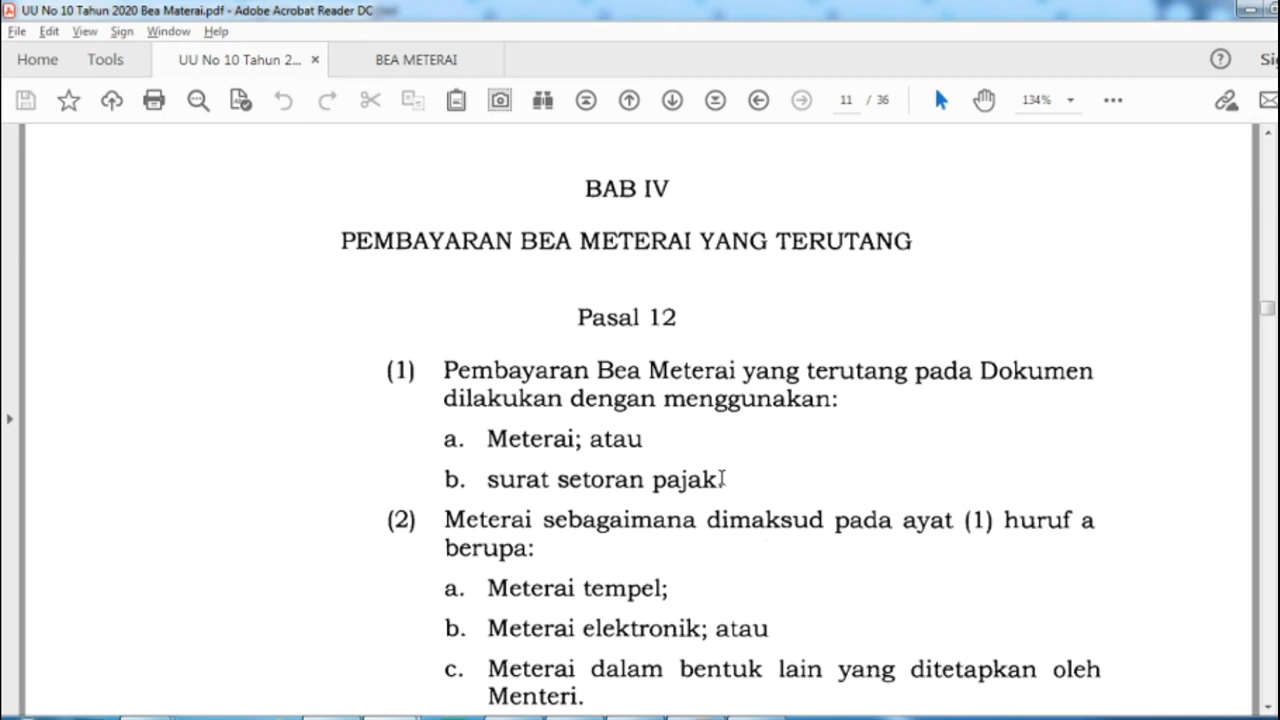 UU No 10 Tahun 2020 Bea Materai.pdf - Adobe Acrobat Reader DC
File Edit View Sign Window Help
Home Tools UU No 10 Tahun 2... × BEA METERAI
11 / 36 134%
BAB IV
PEMBAYARAN BEA METERAI YANG TERUTANG
Pasal 12
(1) Pembayaran Bea Meterai yang terutang pada Dokumen
dilakukan dengan menggunakan:
a. Meterai; atau
b. surat setoran pajak
(2) Meterai sebagaimana dimaksud pada ayat (1) huruf a
berupa:
a. Meterai tempel;
b. Meterai elektronik; atau
c. Meterai dalam bentuk lain yang ditetapkan oleh
Menteri.